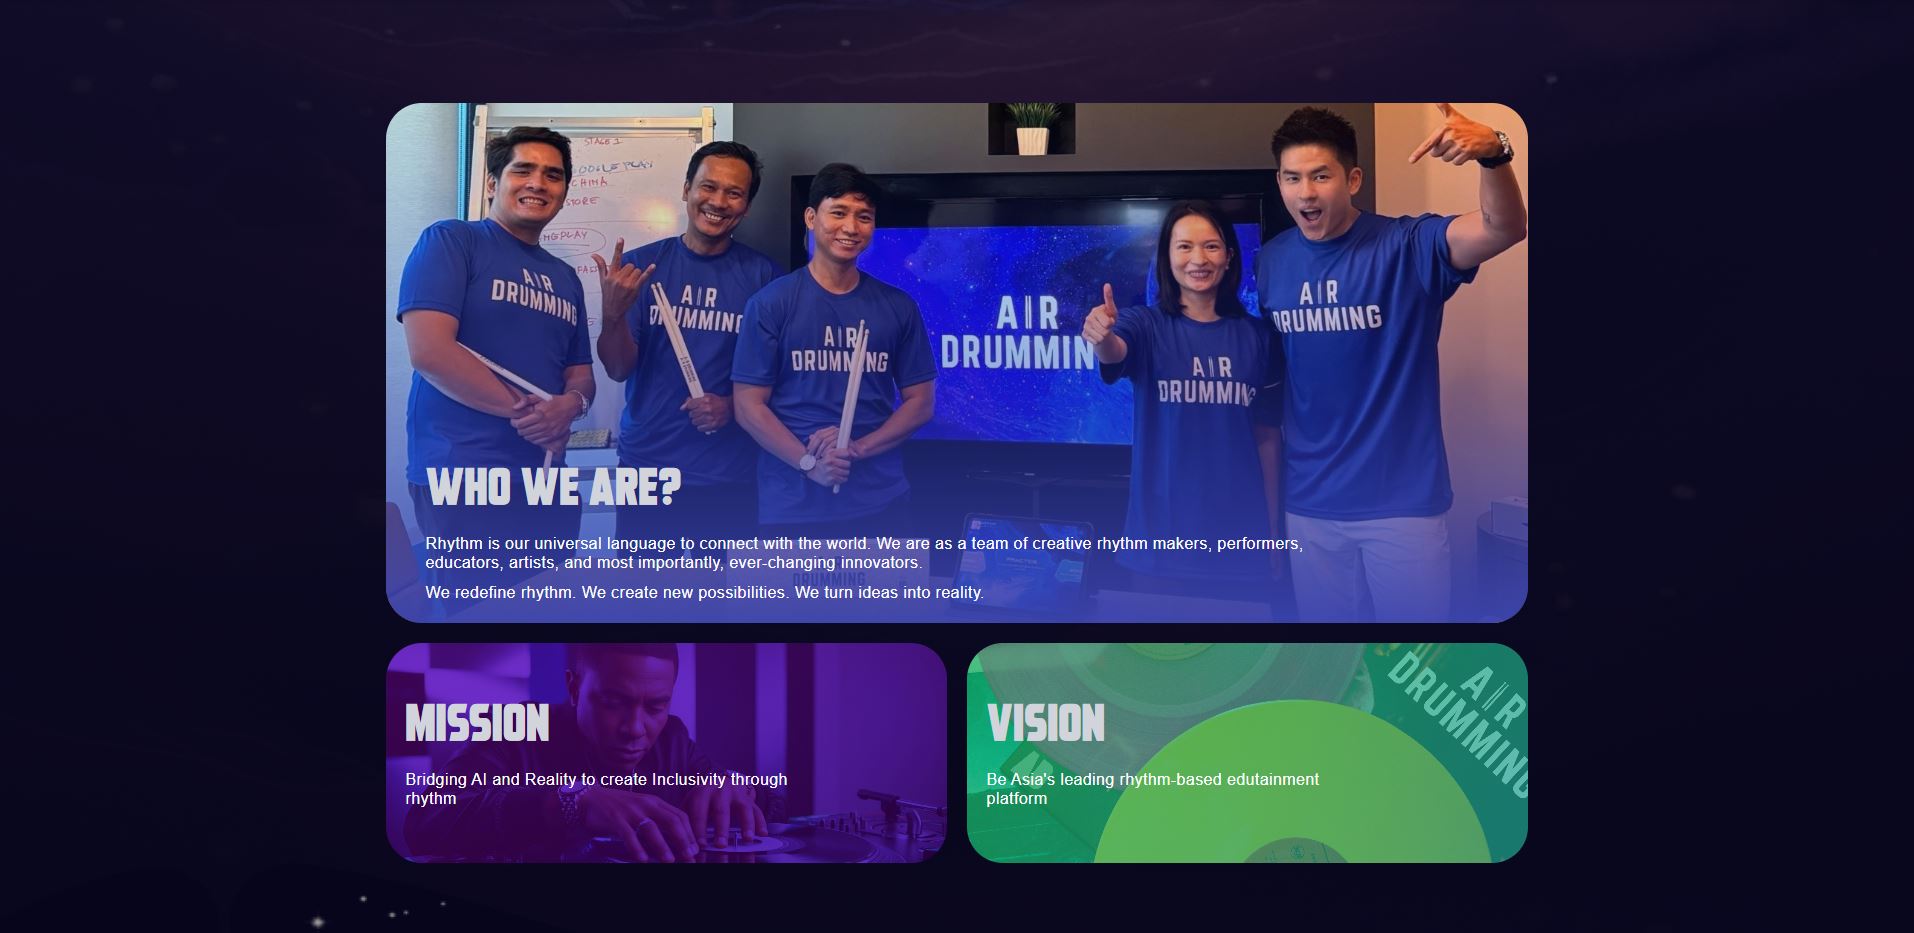 STAGE 1
GOOGLE PLAY
CHINA
STORE
AIR
DRUMMING
AIR
DRUMMING
AIR
DRUMMING
AIR
DRUMMIN
AIR
DRUMMING
AIR
DRUMMING
WHO WE ARE?
Rhythm is our universal language to connect with the world. We are as a team of creative rhythm makers, performers,
educators, artists, and most importantly, ever-changing innovators.
DRUMMING
We redefine rhythm. We create new possibilities. We turn ideas into reality.
MISSION
Bridging AI and Reality to create Inclusivity through
rhythm
VISION
Be Asia's leading rhythm-based edutainment
platform
AIR
DRUMMING